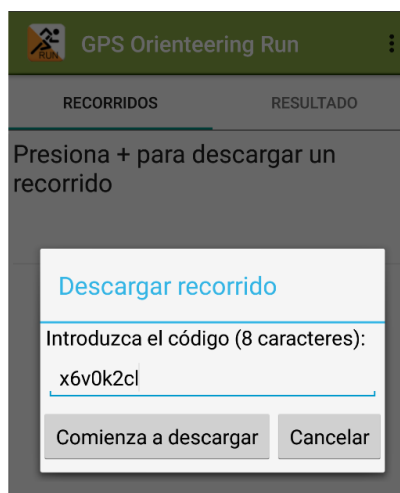 RUN
GPS Orienteering Run
RECORRIDOS
RESULTADO
Presiona + para descargar un
recorrido
Descargar recorrido
Introduzca el código (8 caracteres):
x6v0k2cl
Comienza a descargar
Cancelar